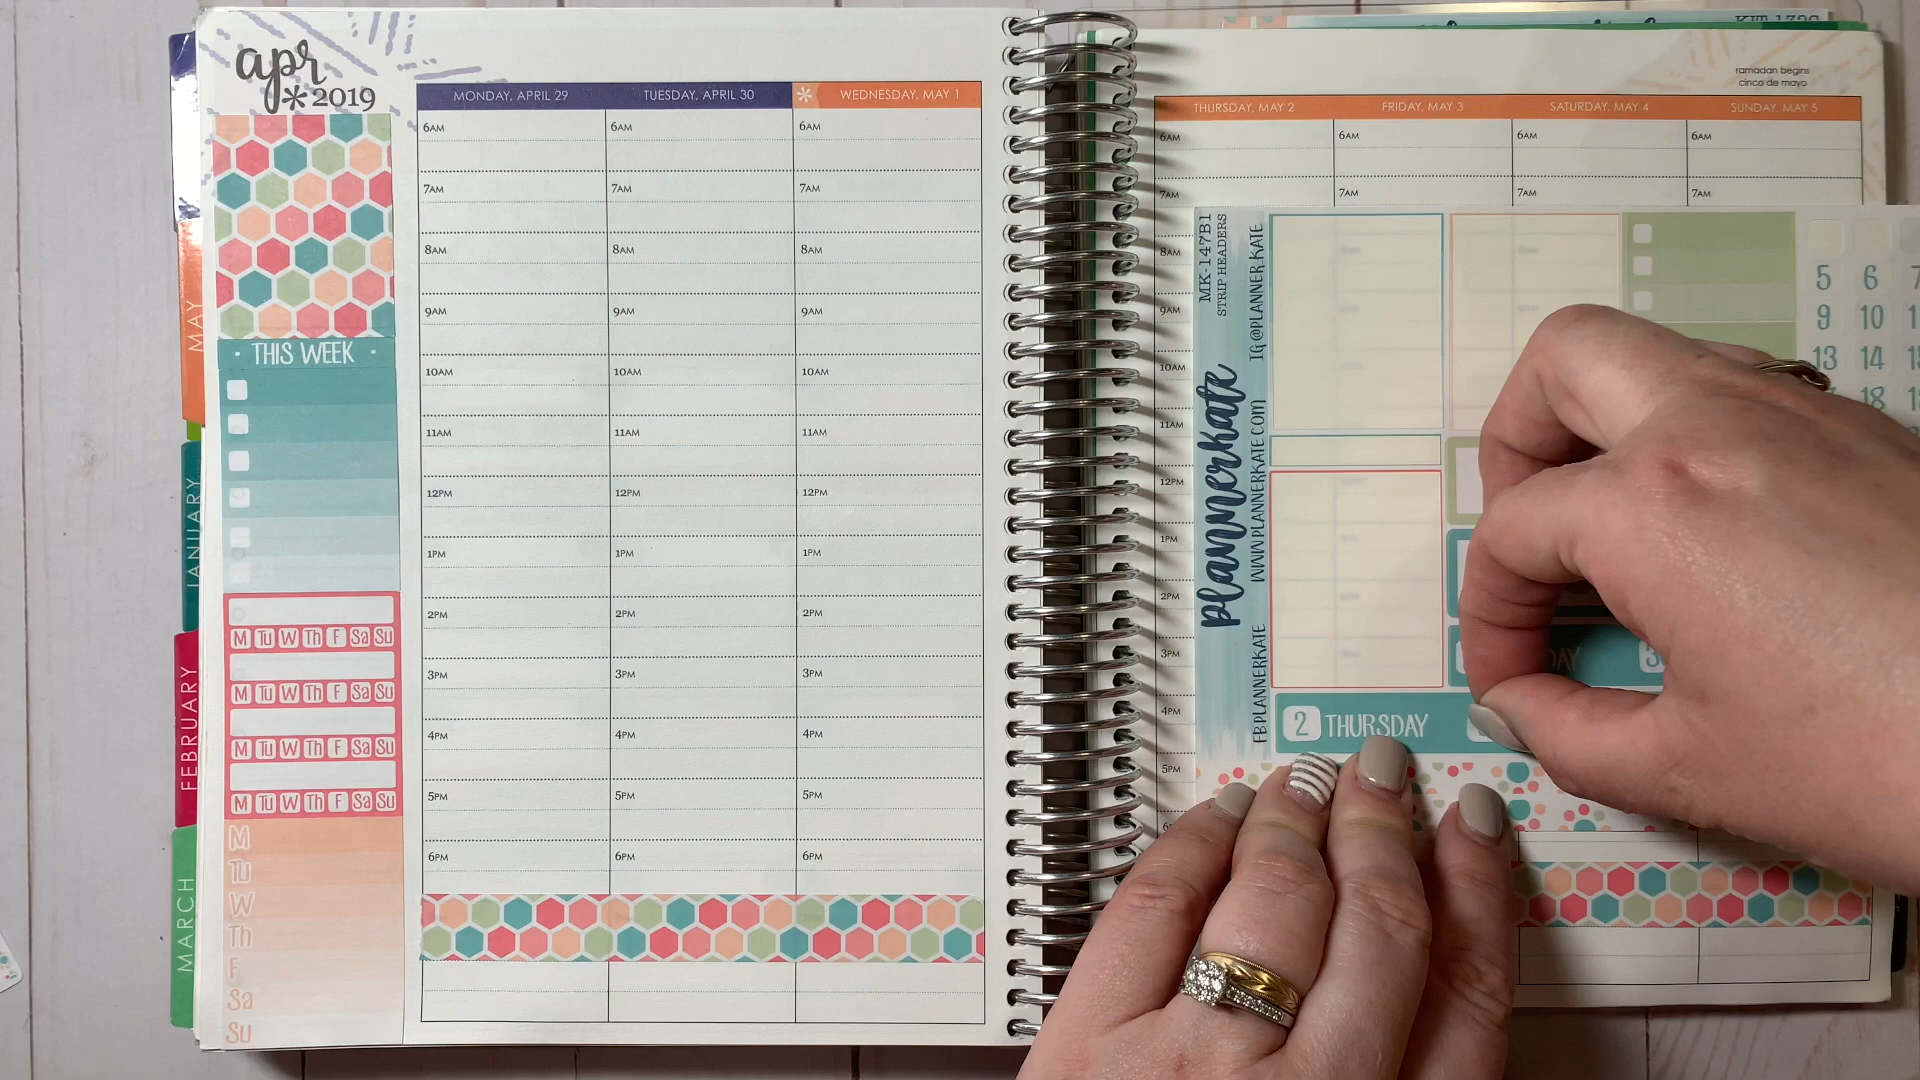 apr
*2019
THIS WEEK
M Tu W Th F Sa Su
M Tu W Th F Sa Su
M Tu W Th F Sa Su
M Tu W Th F Sa Su
M
Tu
W
Th
F
Sa
Su
MAY
JANUARY
FEBRUARY
MARCH
MONDAY, APRIL 29
TUESDAY, APRIL 30
* WEDNESDAY, MAY 1
6AM 6AM 6AM
7AM 7AM 7AM
8AM 8AM 8AM
9AM 9AM 9AM
10AM 10AM 10AM
11AM 11AM 11AM
12PM 12PM 12PM
1PM 1PM 1PM
2PM 2PM 2PM
3PM 3PM 3PM
4PM 4PM 4PM
5PM 5PM 5PM
6PM 6PM 6PM
ramadan begins
cinco de mayo
THURSDAY, MAY 2
FRIDAY, MAY 3
SATURDAY, MAY 4
SUNDAY, MAY 5
6AM 6AM 6AM 6AM
7AM 7AM 7AM 7AM
8AM
9AM
10AM
11AM
12PM
1PM
2PM
3PM
4PM
5PM
MK-147B1
STRIP HEADERS
plannerkate
FB:PLANNERKATE WWW.PLANNERKATE.COM IG@PLANNER.KATE
2 THURSDAY
5 6
9 10
13 14
18